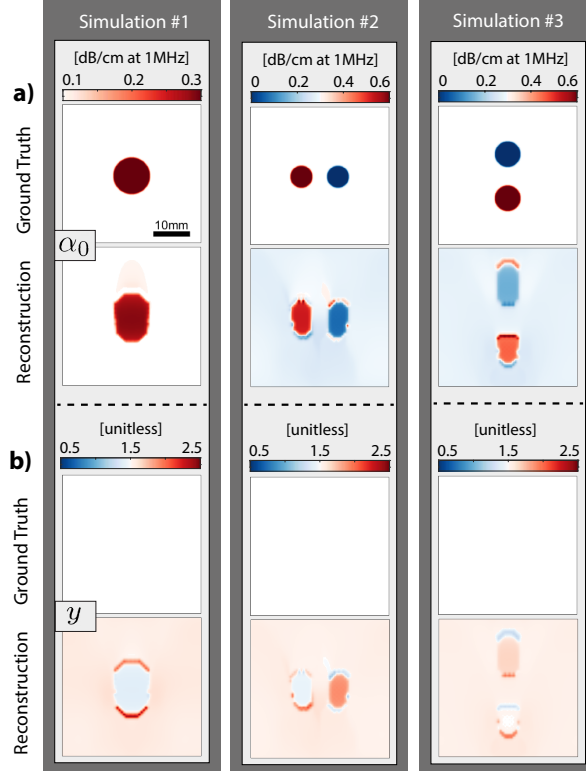 Simulation #1 Simulation #2 Simulation #3
a)
[dB/cm at 1MHz] [dB/cm at 1MHz] [dB/cm at 1MHz]
0.1 0.2 0.3 0 0.2 0.4 0.6 0 0.2 0.4 0.6
Ground Truth
10mm
α₀
Reconstruction
b)
[unitless] [unitless] [unitless]
0.5 1.5 2.5 0.5 1.5 2.5 0.5 1.5 2.5
Ground Truth
y
Reconstruction